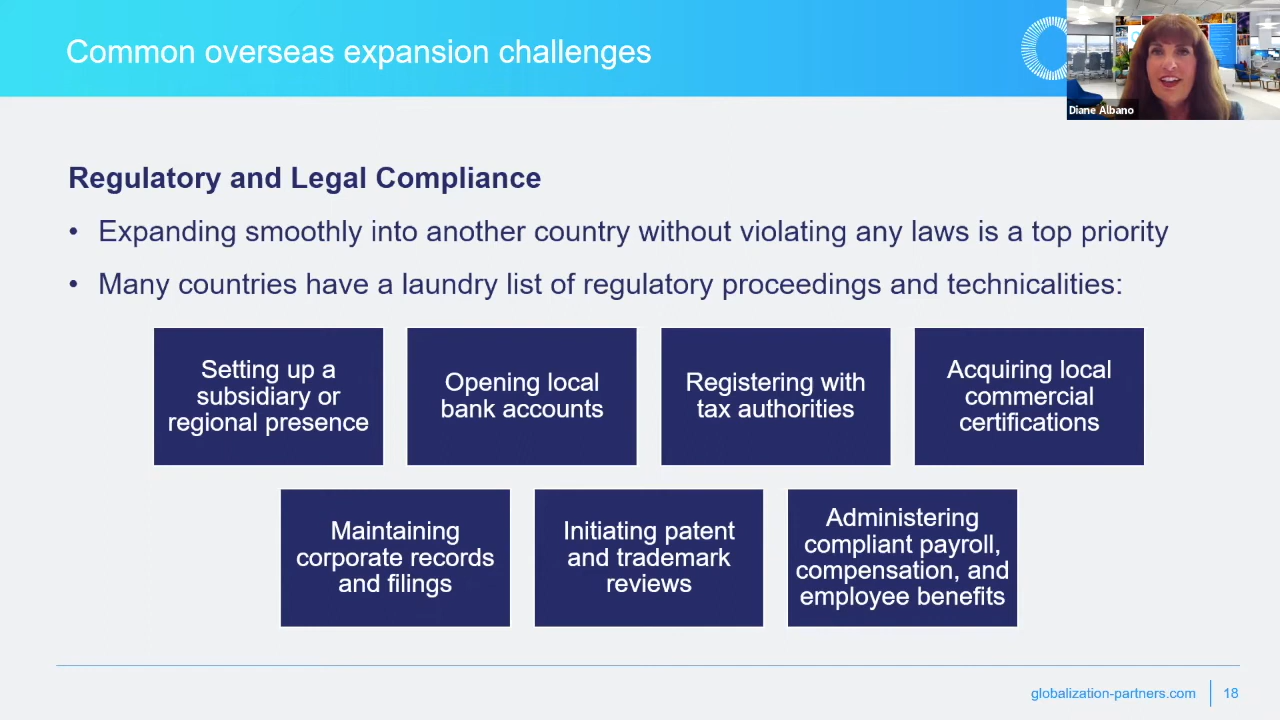 Common overseas expansion challenges
Diane Albano
Regulatory and Legal Compliance
• Expanding smoothly into another country without violating any laws is a top priority
• Many countries have a laundry list of regulatory proceedings and technicalities:
Setting up a
subsidiary or
regional presence
Opening local
bank accounts
Registering with
tax authorities
Acquiring local
commercial
certifications
Maintaining
corporate records
and filings
Initiating patent
and trademark
reviews
Administering
compliant payroll,
compensation, and
employee benefits
globalization-partners.com
18